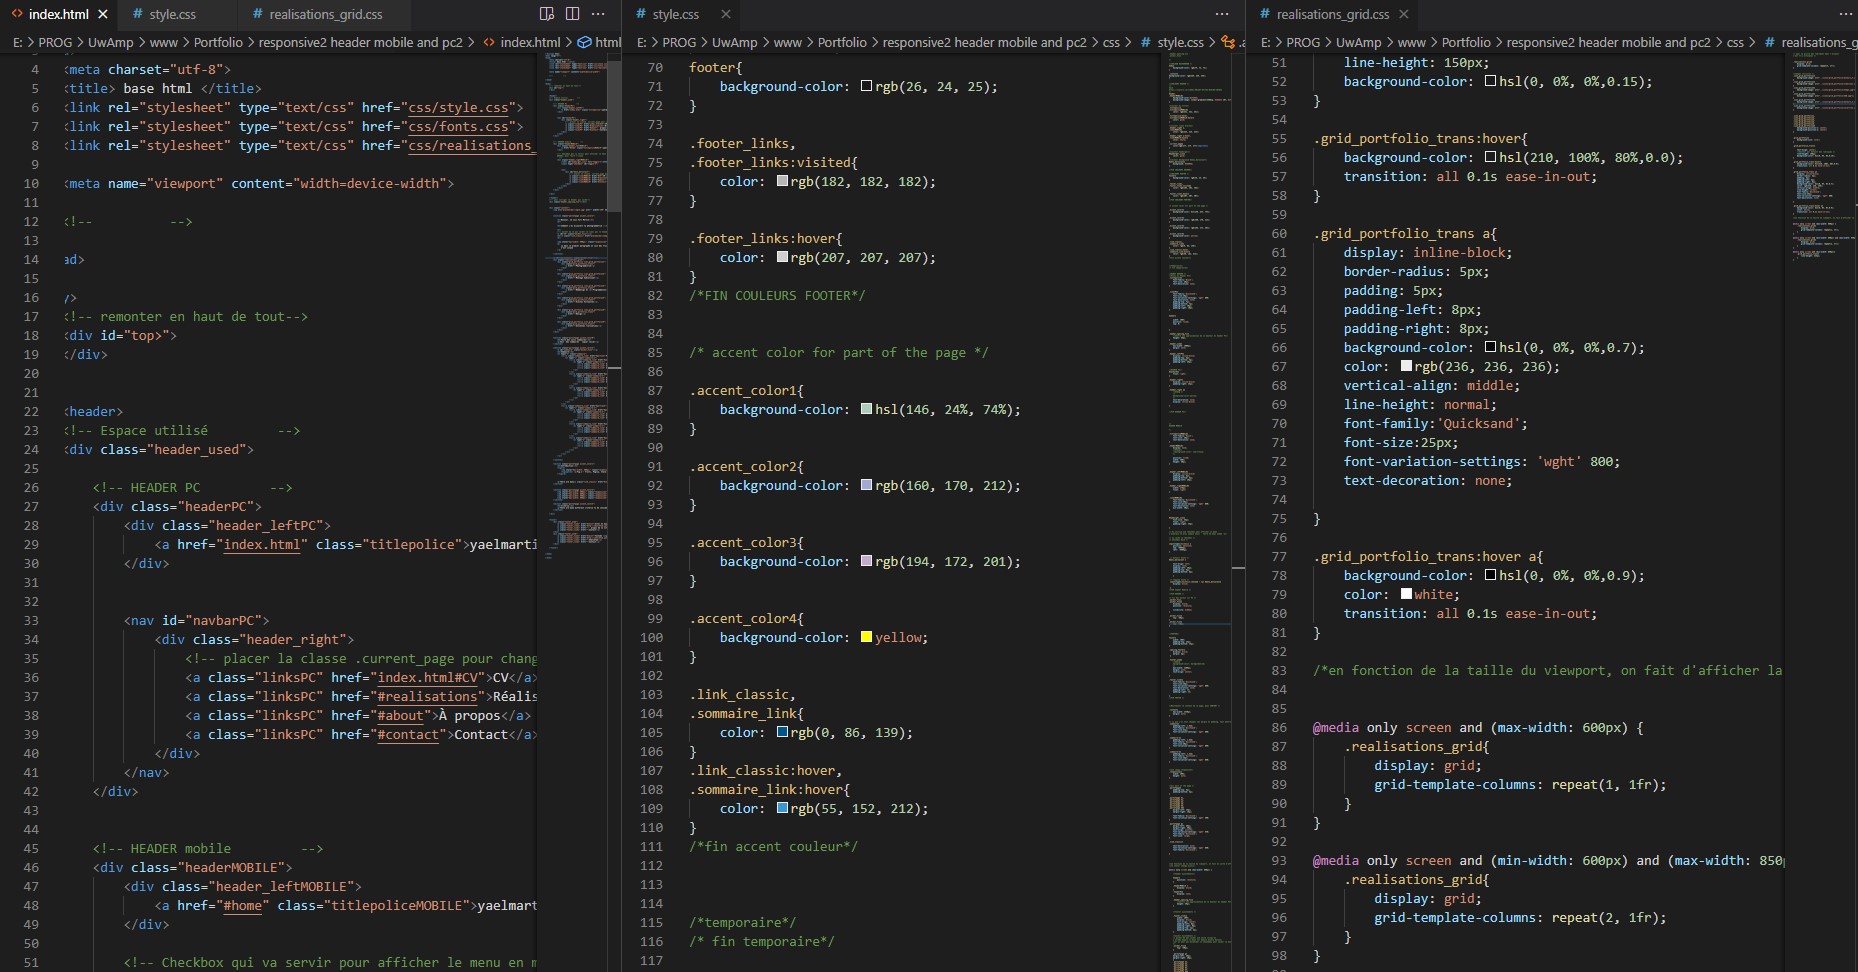 index.html
style.css
realisations_grid.css
E: > PROG > UwAmp > www > Portfolio > responsive2 header mobile and pc2 > index.html > html
4 <meta charset="utf-8">
5 <title> base html </title>
6 <link rel="stylesheet" type="text/css" href="css/style.css">
7 <link rel="stylesheet" type="text/css" href="css/fonts.css">
8 <link rel="stylesheet" type="text/css" href="css/realisations_
9
10 <meta name="viewport" content="width=device-width">
11
12 <!-- -->
13
14 ad>
15
16 y>
17 <!-- remonter en haut de tout-->
18 <div id="top>">
19 </div>
20
21
22 <header>
23 <!-- Espace utilisé -->
24 <div class="header_used">
25
26 <!-- HEADER PC -->
27 <div class="headerPC">
28 <div class="header_leftPC">
29 <a href="index.html" class="titlepolice">yaelmarti
30 </div>
31
32
33 <nav id="navbarPC">
34 <div class="header_right">
35 <!-- placer la classe .current_page pour chang
36 <a class="linksPC" href="index.html#CV">CV</a>
37 <a class="linksPC" href="#realisations">Réalis
38 <a class="linksPC" href="#about">À propos</a>
39 <a class="linksPC" href="#contact">Contact</a>
40 </div>
41 </nav>
42 </div>
43
44
45 <!-- HEADER mobile -->
46 <div class="headerMOBILE">
47 <div class="header_leftMOBILE">
48 <a href="#home" class="titlepoliceMOBILE">yaelmart
49 </div>
50
51 <!-- Checkbox qui va servir pour afficher le menu en m
style.css
E: > PROG > UwAmp > www > Portfolio > responsive2 header mobile and pc2 > css > style.css > .a
70 footer{
71 background-color: rgb(26, 24, 25);
72 }
73
74 .footer_links,
75 .footer_links:visited{
76 color: rgb(182, 182, 182);
77 }
78
79 .footer_links:hover{
80 color: rgb(207, 207, 207);
81 }
82 /*FIN COULEURS FOOTER*/
83
84
85 /* accent color for part of the page */
86
87 .accent_color1{
88 background-color: hsl(146, 24%, 74%);
89 }
90
91 .accent_color2{
92 background-color: rgb(160, 170, 212);
93 }
94
95 .accent_color3{
96 background-color: rgb(194, 172, 201);
97 }
98
99 .accent_color4{
100 background-color: yellow;
101 }
102
103 .link_classic,
104 .sommaire_link{
105 color: rgb(0, 86, 139);
106 }
107 .link_classic:hover,
108 .sommaire_link:hover{
109 color: rgb(55, 152, 212);
110 }
111 /*fin accent couleur*/
112
113
114
115 /*temporaire*/
116 /* fin temporaire*/
117
realisations_grid.css
E: > PROG > UwAmp > www > Portfolio > responsive2 header mobile and pc2 > css > realisations_g
51 line-height: 150px;
52 background-color: hsl(0, 0%, 0%,0.15);
53 }
54
55 .grid_portfolio_trans:hover{
56 background-color: hsl(210, 100%, 80%,0.0);
57 transition: all 0.1s ease-in-out;
58 }
59
60 .grid_portfolio_trans a{
61 display: inline-block;
62 border-radius: 5px;
63 padding: 5px;
64 padding-left: 8px;
65 padding-right: 8px;
66 background-color: hsl(0, 0%, 0%,0.7);
67 color: rgb(236, 236, 236);
68 vertical-align: middle;
69 line-height: normal;
70 font-family:'Quicksand';
71 font-size:25px;
72 font-variation-settings: 'wght' 800;
73 text-decoration: none;
74
75 }
76
77 .grid_portfolio_trans:hover a{
78 background-color: hsl(0, 0%, 0%,0.9);
79 color: white;
80 transition: all 0.1s ease-in-out;
81 }
82
83 /*en fonction de la taille du viewport, on fait d'afficher la
84
85
86 @media only screen and (max-width: 600px) {
87 .realisations_grid{
88 display: grid;
89 grid-template-columns: repeat(1, 1fr);
90 }
91 }
92
93 @media only screen and (min-width: 600px) and (max-width: 850p
94 .realisations_grid{
95 display: grid;
96 grid-template-columns: repeat(2, 1fr);
97 }
98 }